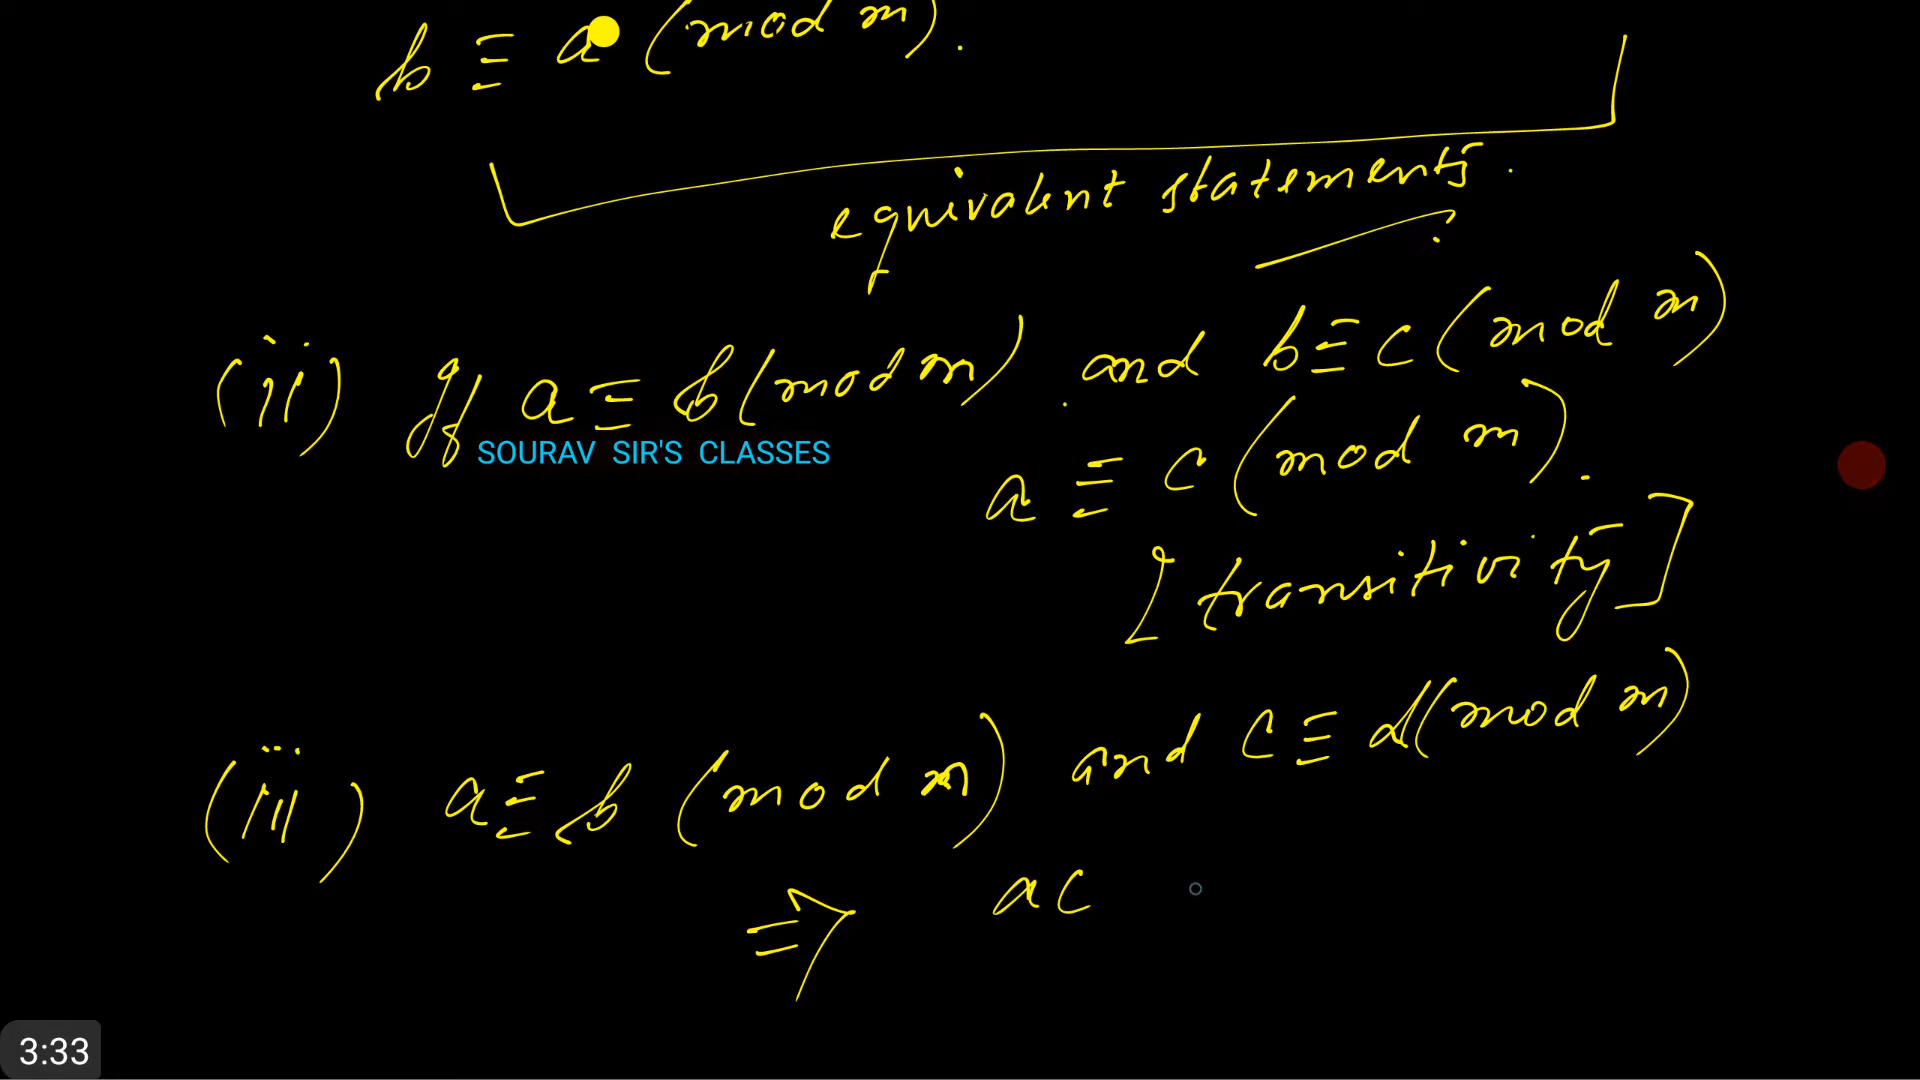 b ≡ a (mod m).
equivalent statements.
(ii) If a ≡ b (mod m) and b ≡ c (mod m)
SOURAV SIR'S CLASSES
a ≡ c (mod m).
[transitivity]
(iii) a ≡ b (mod m) and c ≡ d (mod m)
⇒ ac
3:33